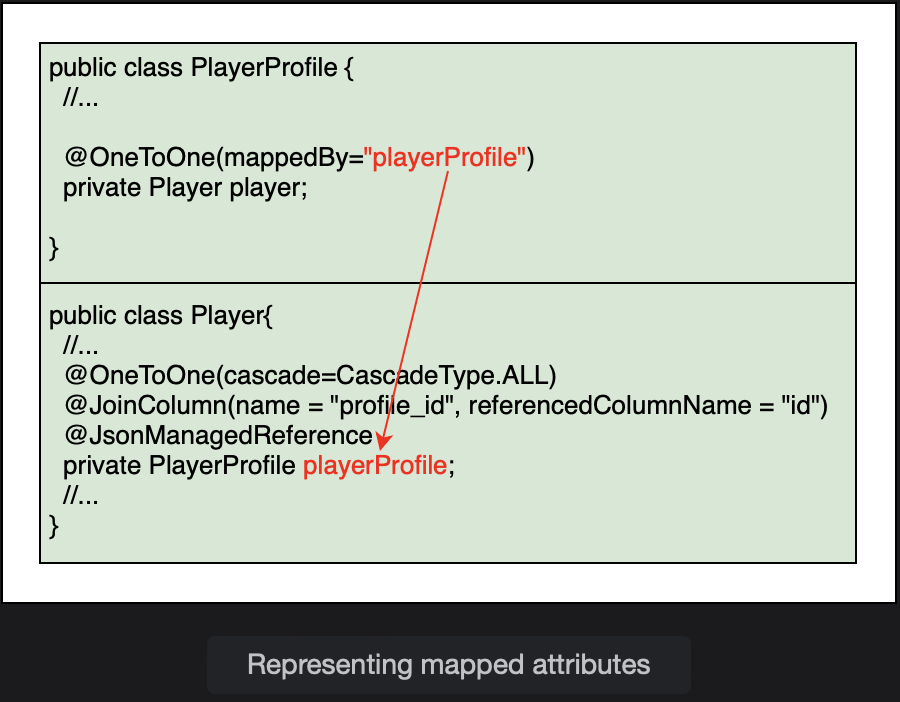 public class PlayerProfile {
//...
@OneToOne(mappedBy="playerProfile")
private Player player;
}
public class Player{
//...
@OneToOne(cascade=CascadeType.ALL)
@JoinColumn(name = "profile_id", referencedColumnName = "id")
@JsonManagedReference
private PlayerProfile playerProfile;
//...
}
Representing mapped attributes